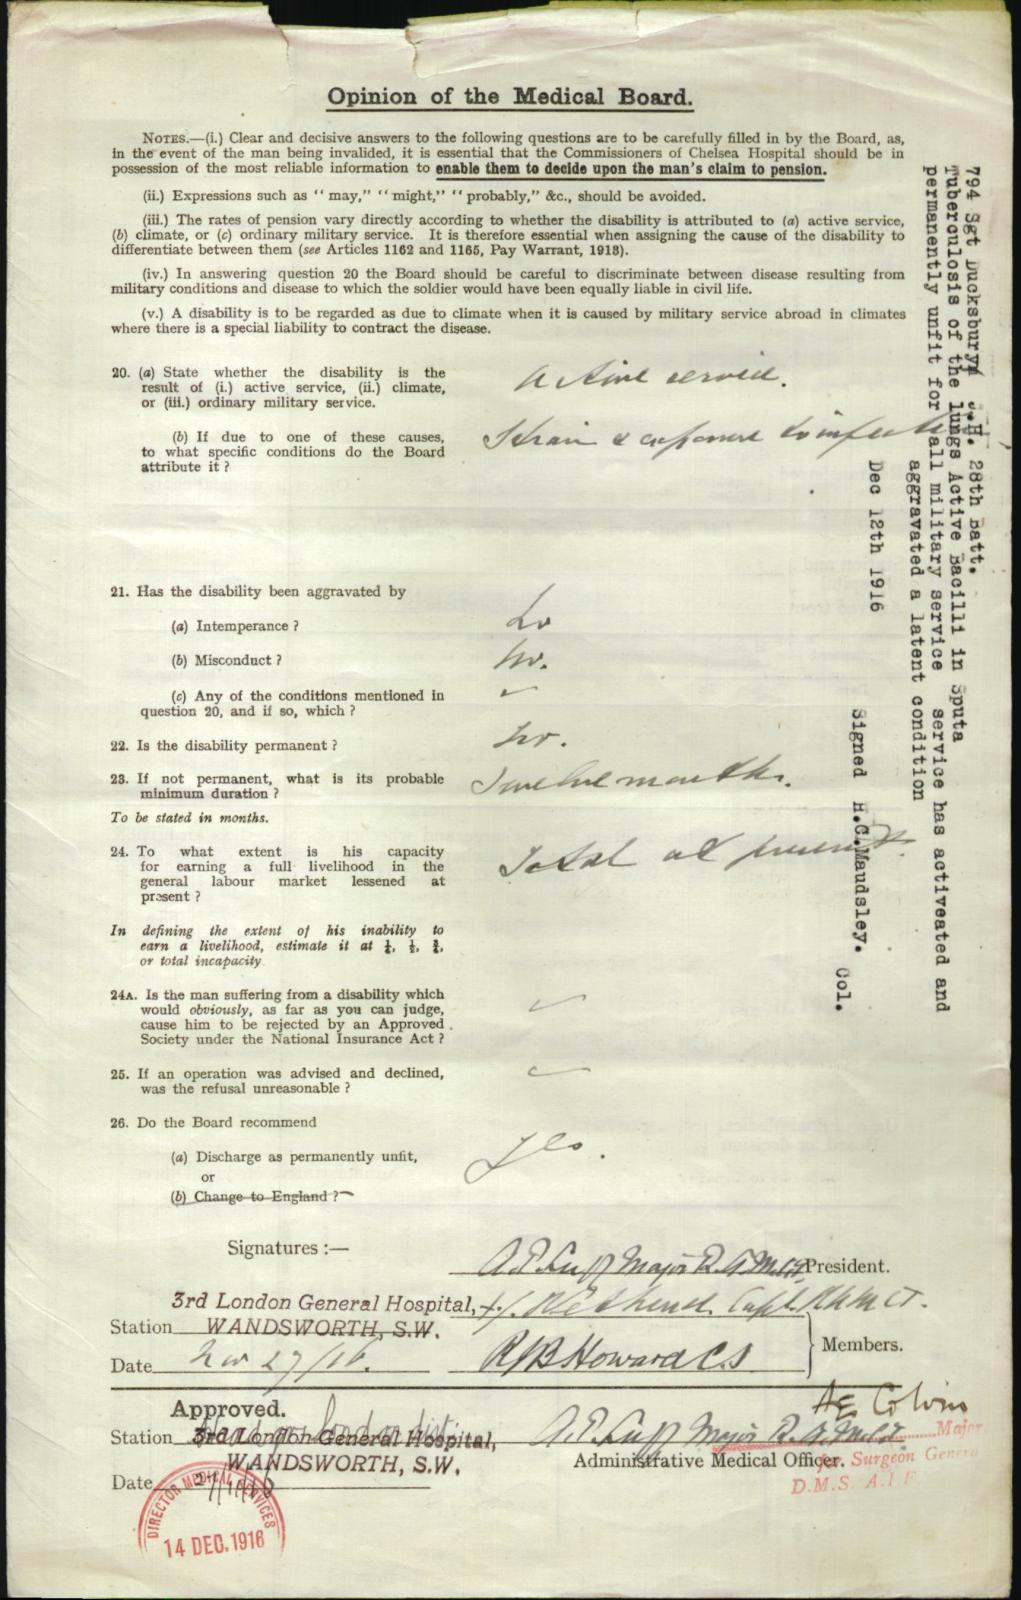 Opinion of the Medical Board.
NOTES.—(i.) Clear and decisive answers to the following questions are to be carefully filled in by the Board, as,
in the event of the man being invalided, it is essential that the Commissioners of Chelsea Hospital should be in
possession of the most reliable information to enable them to decide upon the man's claim to pension.
(ii.) Expressions such as "may," "might," "probably," &c., should be avoided.
(iii.) The rates of pension vary directly according to whether the disability is attributed to (a) active service,
(b) climate, or (c) ordinary military service. It is therefore essential when assigning the cause of the disability to
differentiate between them (see Articles 1162 and 1165, Pay Warrant, 1913).
(iv.) In answering question 20 the Board should be careful to discriminate between disease resulting from
military conditions and disease to which the soldier would have been equally liable in civil life.
(v.) A disability is to be regarded as due to climate when it is caused by military service abroad in climates
where there is a special liability to contract the disease.
20. (a) State whether the disability is the
result of (i.) active service, (ii.) climate,
or (iii.) ordinary military service.
Active service.
(b) If due to one of these causes,
to what specific conditions do the Board
attribute it?
Strain & exposure to infection
21. Has the disability been aggravated by
(a) Intemperance? No
(b) Misconduct? No.
(c) Any of the conditions mentioned in
question 20, and if so, which?
22. Is the disability permanent? No.
23. If not permanent, what is its probable
minimum duration?
Twelve months.
To be stated in months.
24. To what extent is his capacity
for earning a full livelihood in the
general labour market lessened at
present?
Total at present.
In defining the extent of his inability to
earn a livelihood, estimate it at ¼, ½, ¾,
or total incapacity.
24A. Is the man suffering from a disability which
would obviously, as far as you can judge,
cause him to be rejected by an Approved
Society under the National Insurance Act?
25. If an operation was advised and declined,
was the refusal unreasonable?
26. Do the Board recommend
(a) Discharge as permanently unfit,
Yes.
or
(b) Change to England?
794 Sgt Ducksbury J.H. 28th Batt.
Tuberculosis of the lungs Active Bacilli in Sputa
permanently unfit for all military service service has activeated and
aggravated a latent condition
Dec 12th 1916
Signed H.C.Maudsley. Col.
Signatures:—
Major R.A.M.C. President.
3rd London General Hospital, Capt. RAMCT.
Station WANDSWORTH, S.W.
Members.
Date Nov 27/16. Howard
Approved.
AE Colvin
Station 3rd London General Hospital, Major R.A.M.C. Major
WANDSWORTH, S.W. Administrative Medical Officer. for Surgeon General
Date D.M.S. A.I F
DIRECTOR MEDICAL SERVICES
14 DEC. 1916